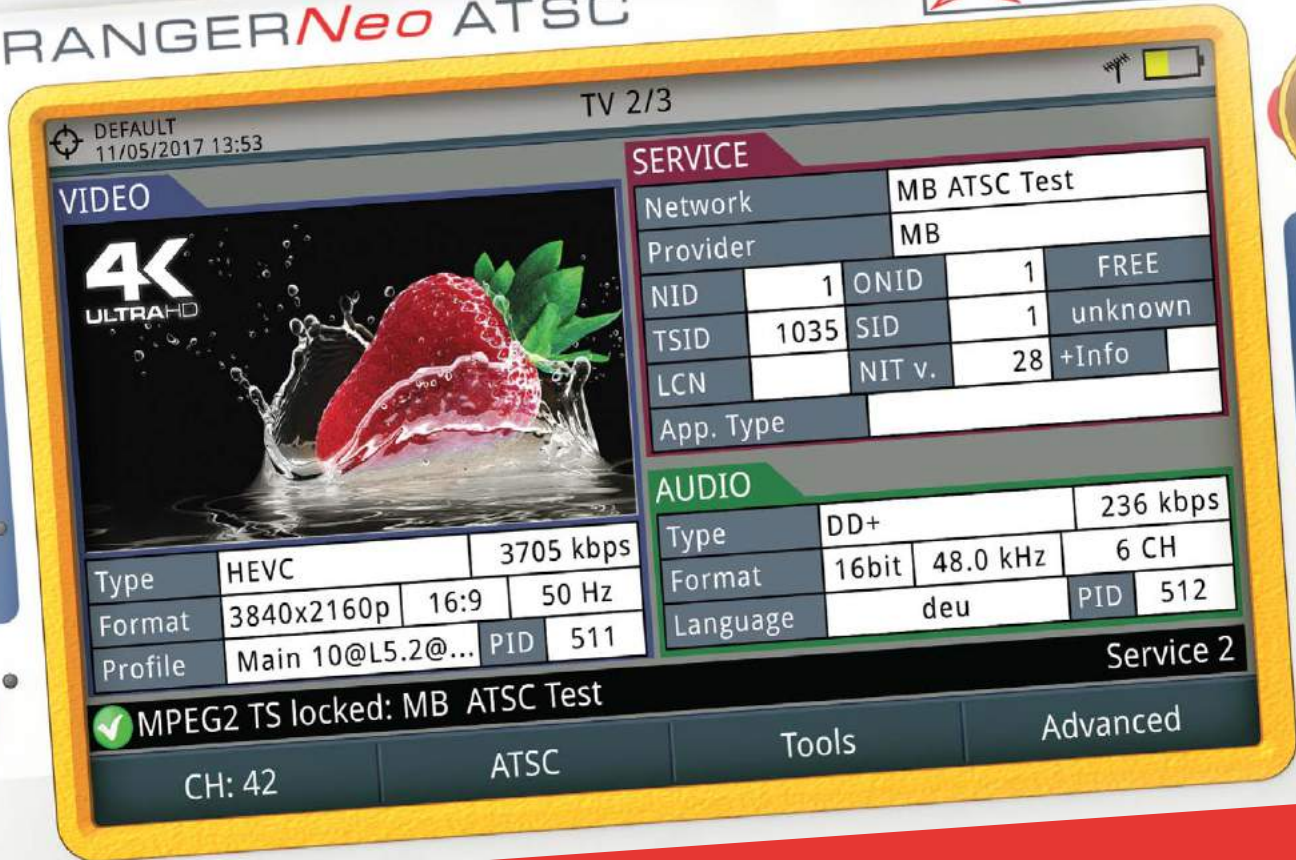 RANGERNeo ATSC
DEFAULT
11/05/2017 13:53
TV 2/3
VIDEO
4K
ULTRAHD
Type HEVC 3705 kbps
Format 3840x2160p 16:9 50 Hz
Profile Main 10@L5.2@... PID 511
SERVICE
Network MB ATSC Test
Provider MB
NID 1 ONID 1 FREE
TSID 1035 SID 1 unknown
LCN NIT v. 28 +Info
App. Type
AUDIO
Type DD+ 236 kbps
Format 16bit 48.0 kHz 6 CH
Language deu PID 512
MPEG2 TS locked: MB ATSC Test Service 2
CH: 42 ATSC Tools Advanced